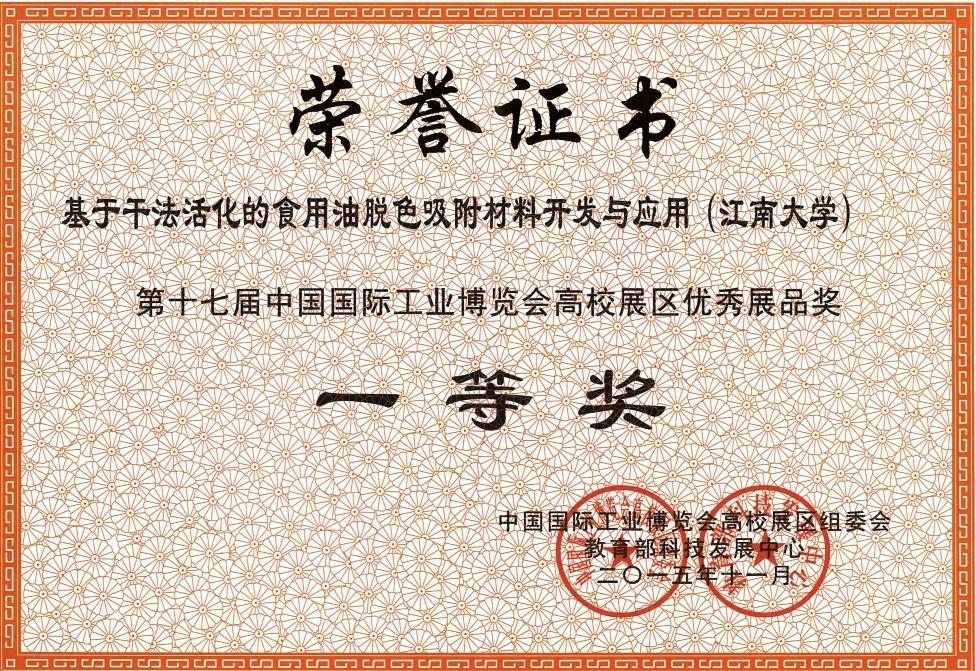 荣誉证书
基于干法活化的食用油脱色吸附材料开发与应用（江南大学）
第十七届中国国际工业博览会高校展区优秀展品奖
一等奖
中国国际工业博览会高校展区组委会
教育部科技发展中心
二〇一五年十一月